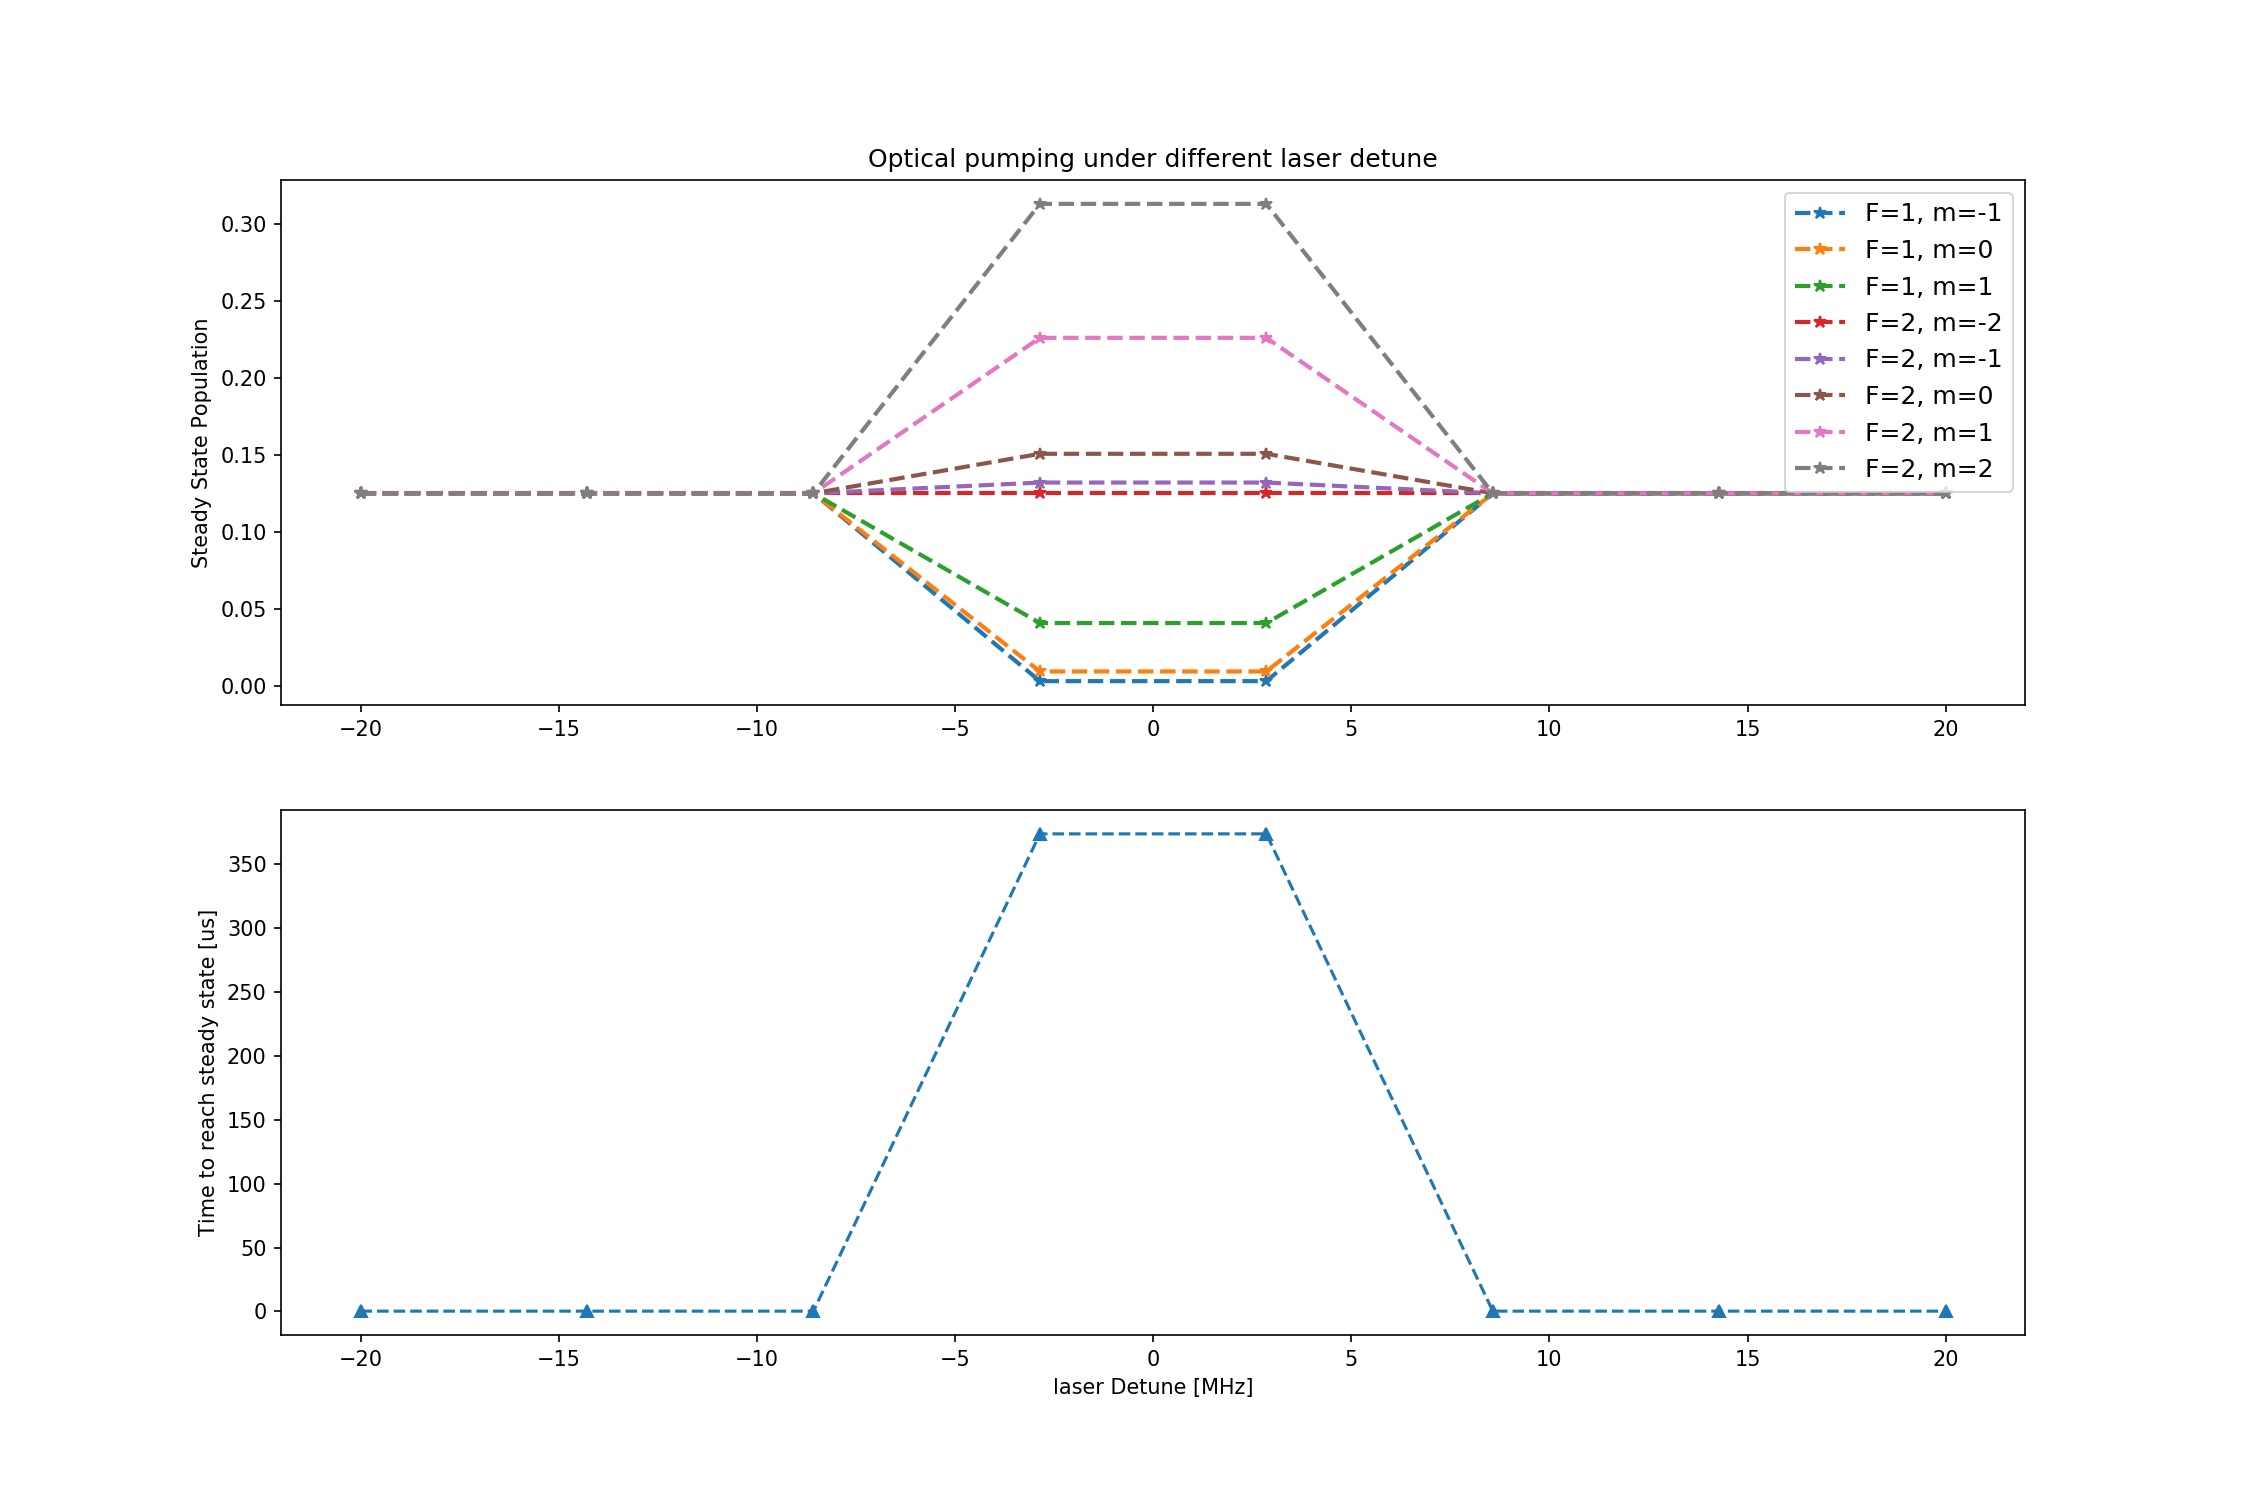 Optical pumping under different laser detune
Steady State Population
0.30
0.25
0.20
0.15
0.10
0.05
0.00
F=1, m=-1
F=1, m=0
F=1, m=1
F=2, m=-2
F=2, m=-1
F=2, m=0
F=2, m=1
F=2, m=2
−20 −15 −10 −5 0 5 10 15 20
Time to reach steady state [us]
350
300
250
200
150
100
50
0
−20 −15 −10 −5 0 5 10 15 20
laser Detune [MHz]